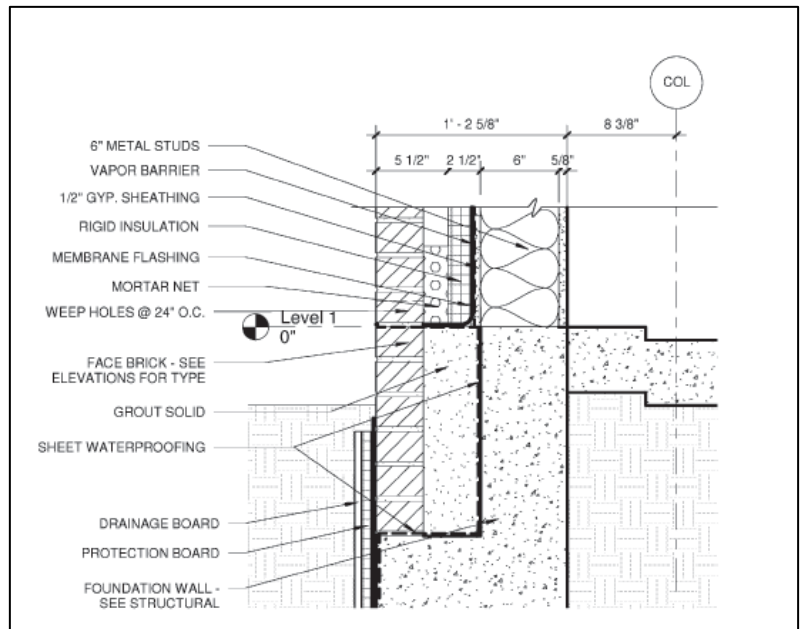 COL
1' - 2 5/8"
8 3/8"
5 1/2"
2 1/2"
6"
5/8"
6" METAL STUDS
VAPOR BARRIER
1/2" GYP. SHEATHING
RIGID INSULATION
MEMBRANE FLASHING
MORTAR NET
WEEP HOLES @ 24" O.C.
Level 1
0"
FACE BRICK - SEE
ELEVATIONS FOR TYPE
GROUT SOLID
SHEET WATERPROOFING
DRAINAGE BOARD
PROTECTION BOARD
FOUNDATION WALL -
SEE STRUCTURAL